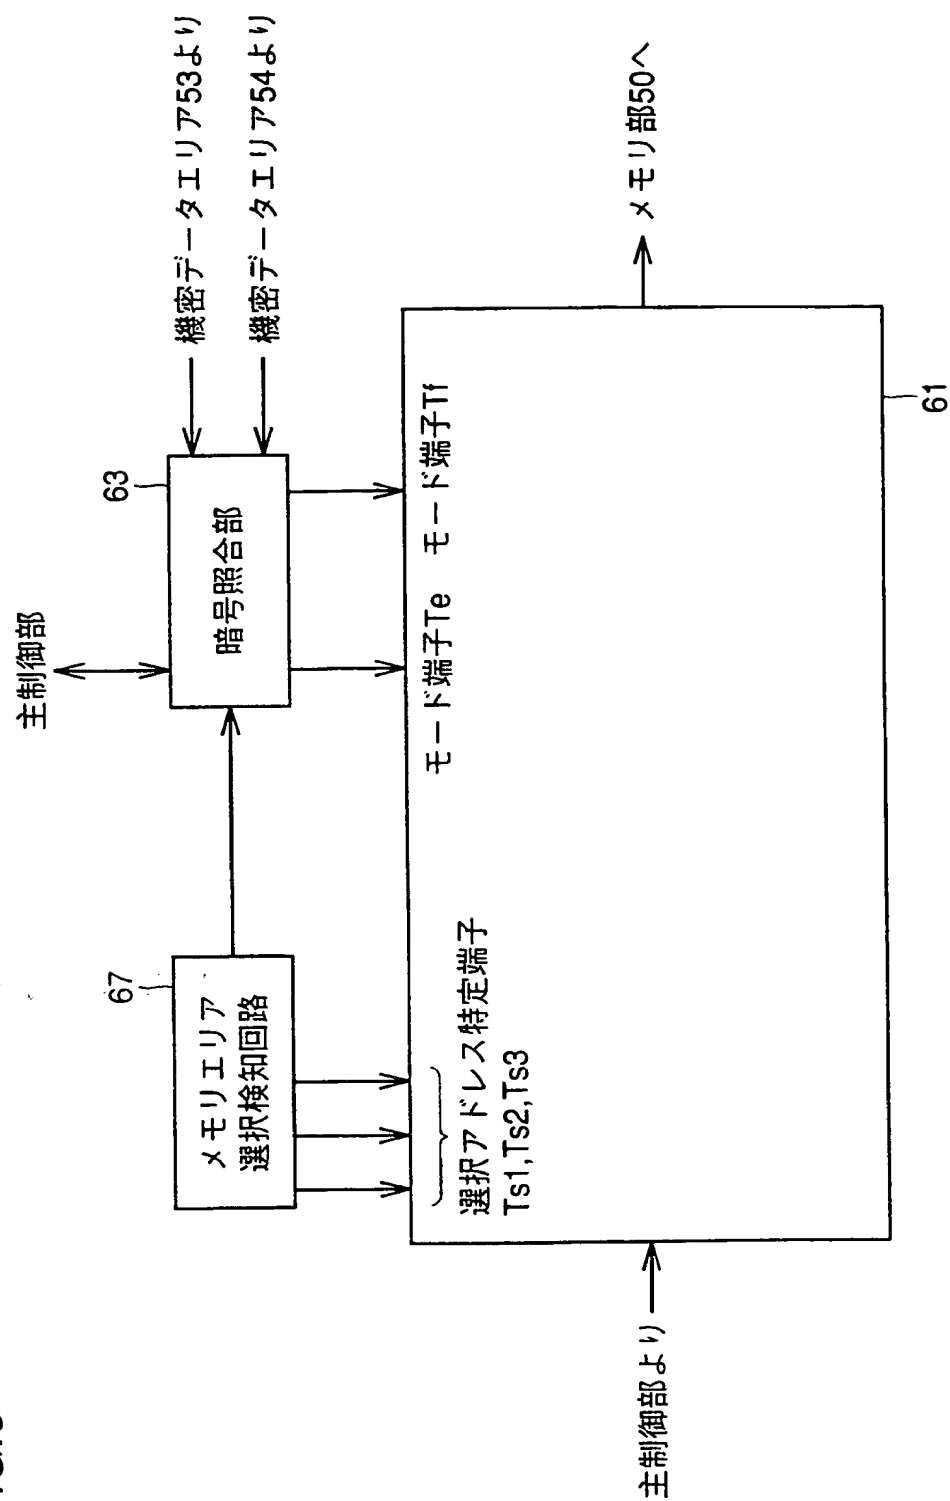 主制御部
63
暗号照合部
機密データエリア53より
機密データエリア54より
67
メモリエリア
選択検知回路
選択アドレス特定端子
Ts1,Ts2,Ts3
モード端子Te
モード端子Tf
主制御部より
メモリ部50へ
61